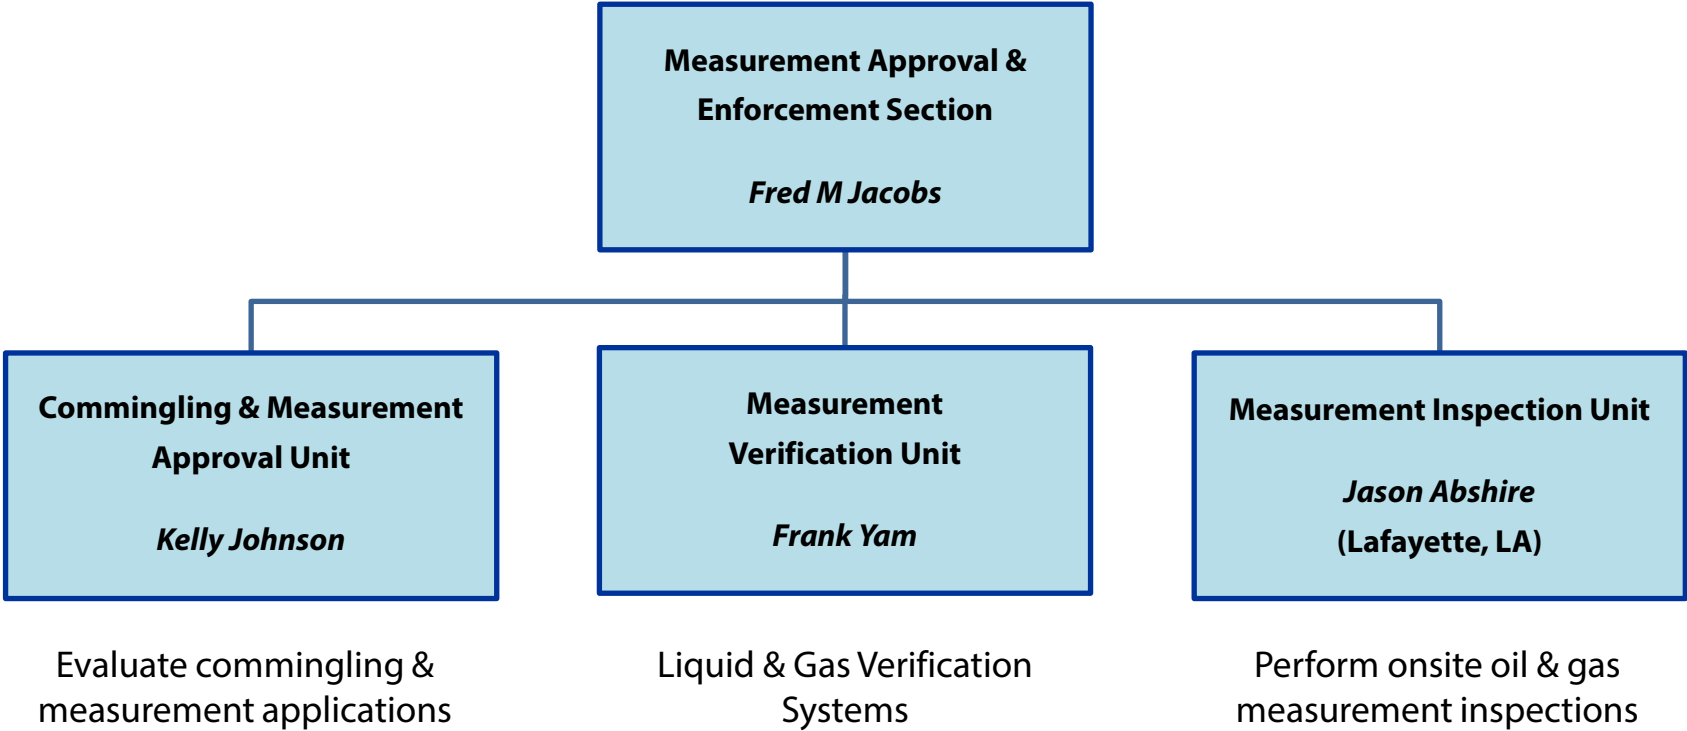 Measurement Approval &
Enforcement Section
Fred M Jacobs
Commingling & Measurement
Approval Unit
Kelly Johnson
Measurement
Verification Unit
Frank Yam
Measurement Inspection Unit
Jason Abshire
(Lafayette, LA)
Evaluate commingling &
measurement applications
Liquid & Gas Verification
Systems
Perform onsite oil & gas
measurement inspections